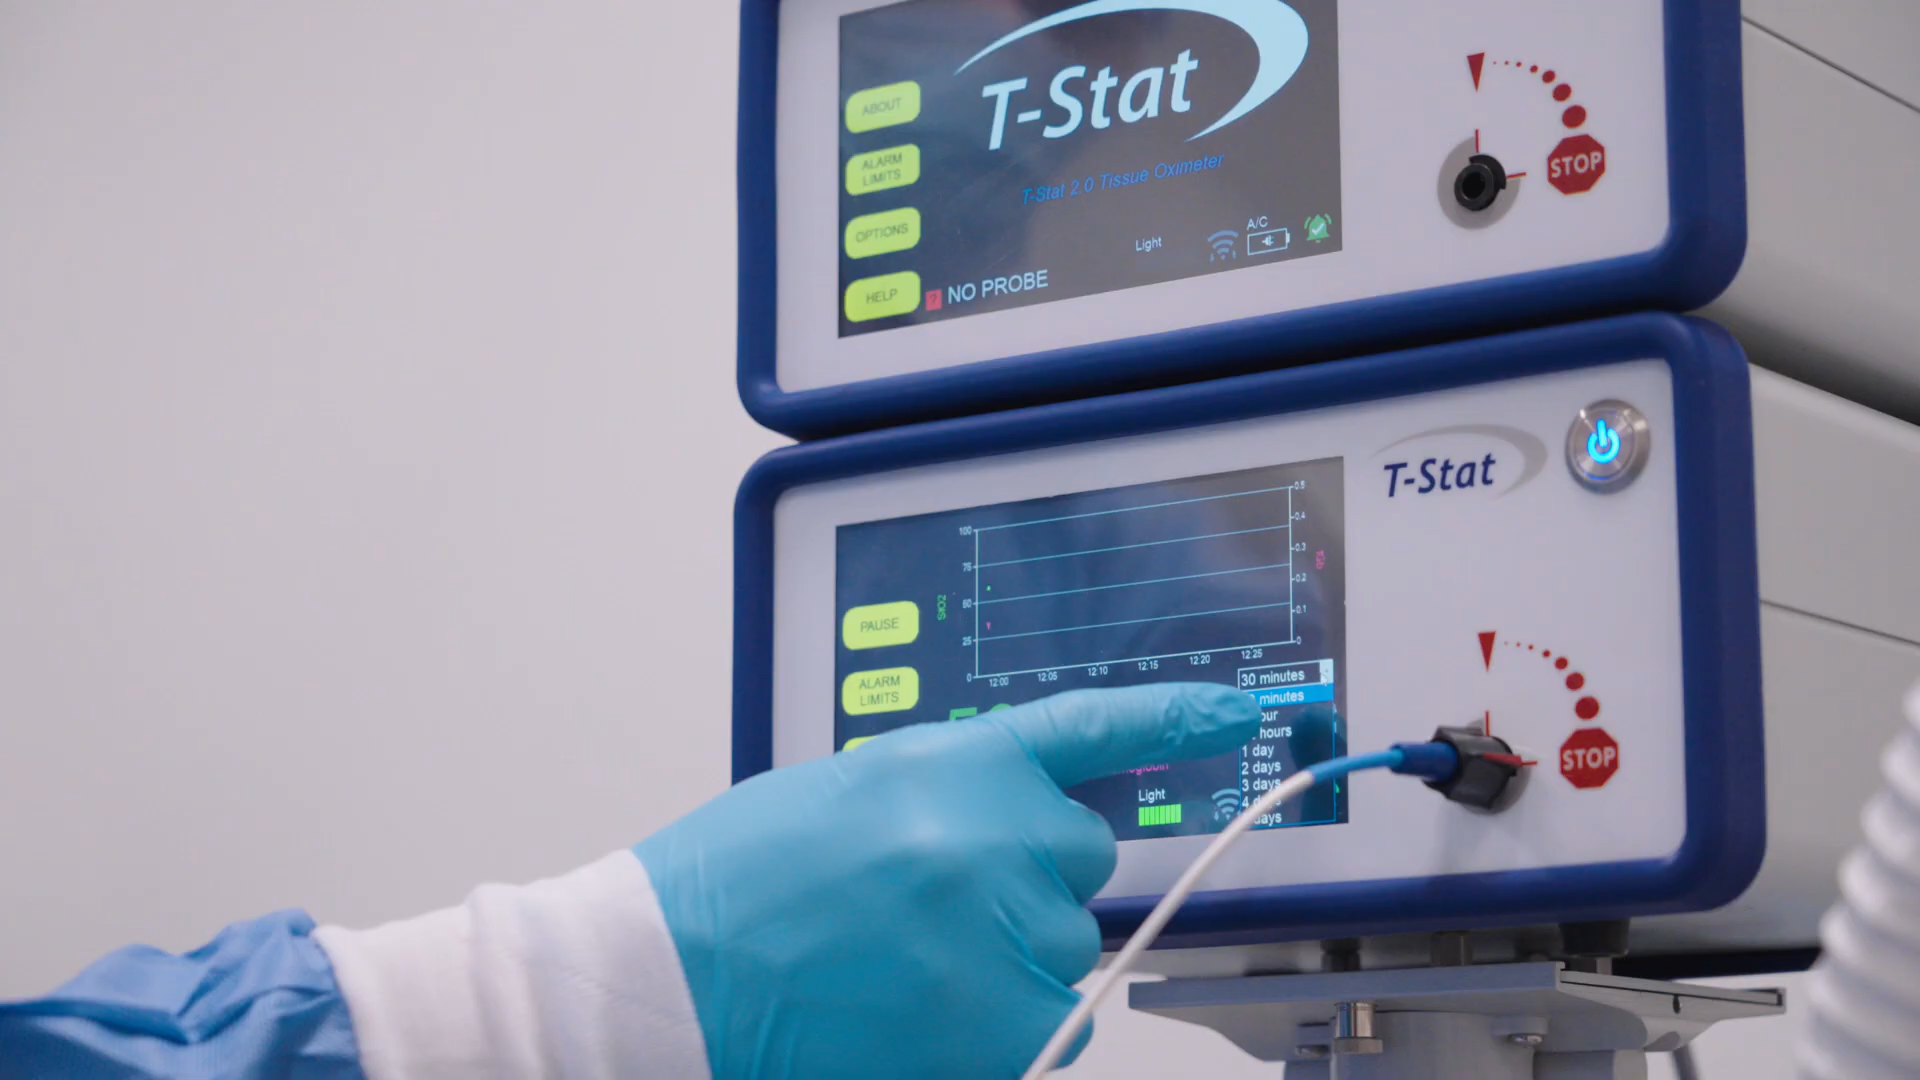 T-Stat
T-Stat 2.0 Tissue Oximeter
ABOUT
ALARM
LIMITS
OPTIONS
HELP
? NO PROBE
Light
A/C
STOP
T-Stat
100
75
50
25
0
StO2
0.5
0.4
0.3
0.2
0.1
0
12:00 12:05 12:10 12:15 12:20 12:25
PAUSE
ALARM
LIMITS
30 minutes
minutes
hours
1 day
2 days
3 days
4
days
Light
STOP